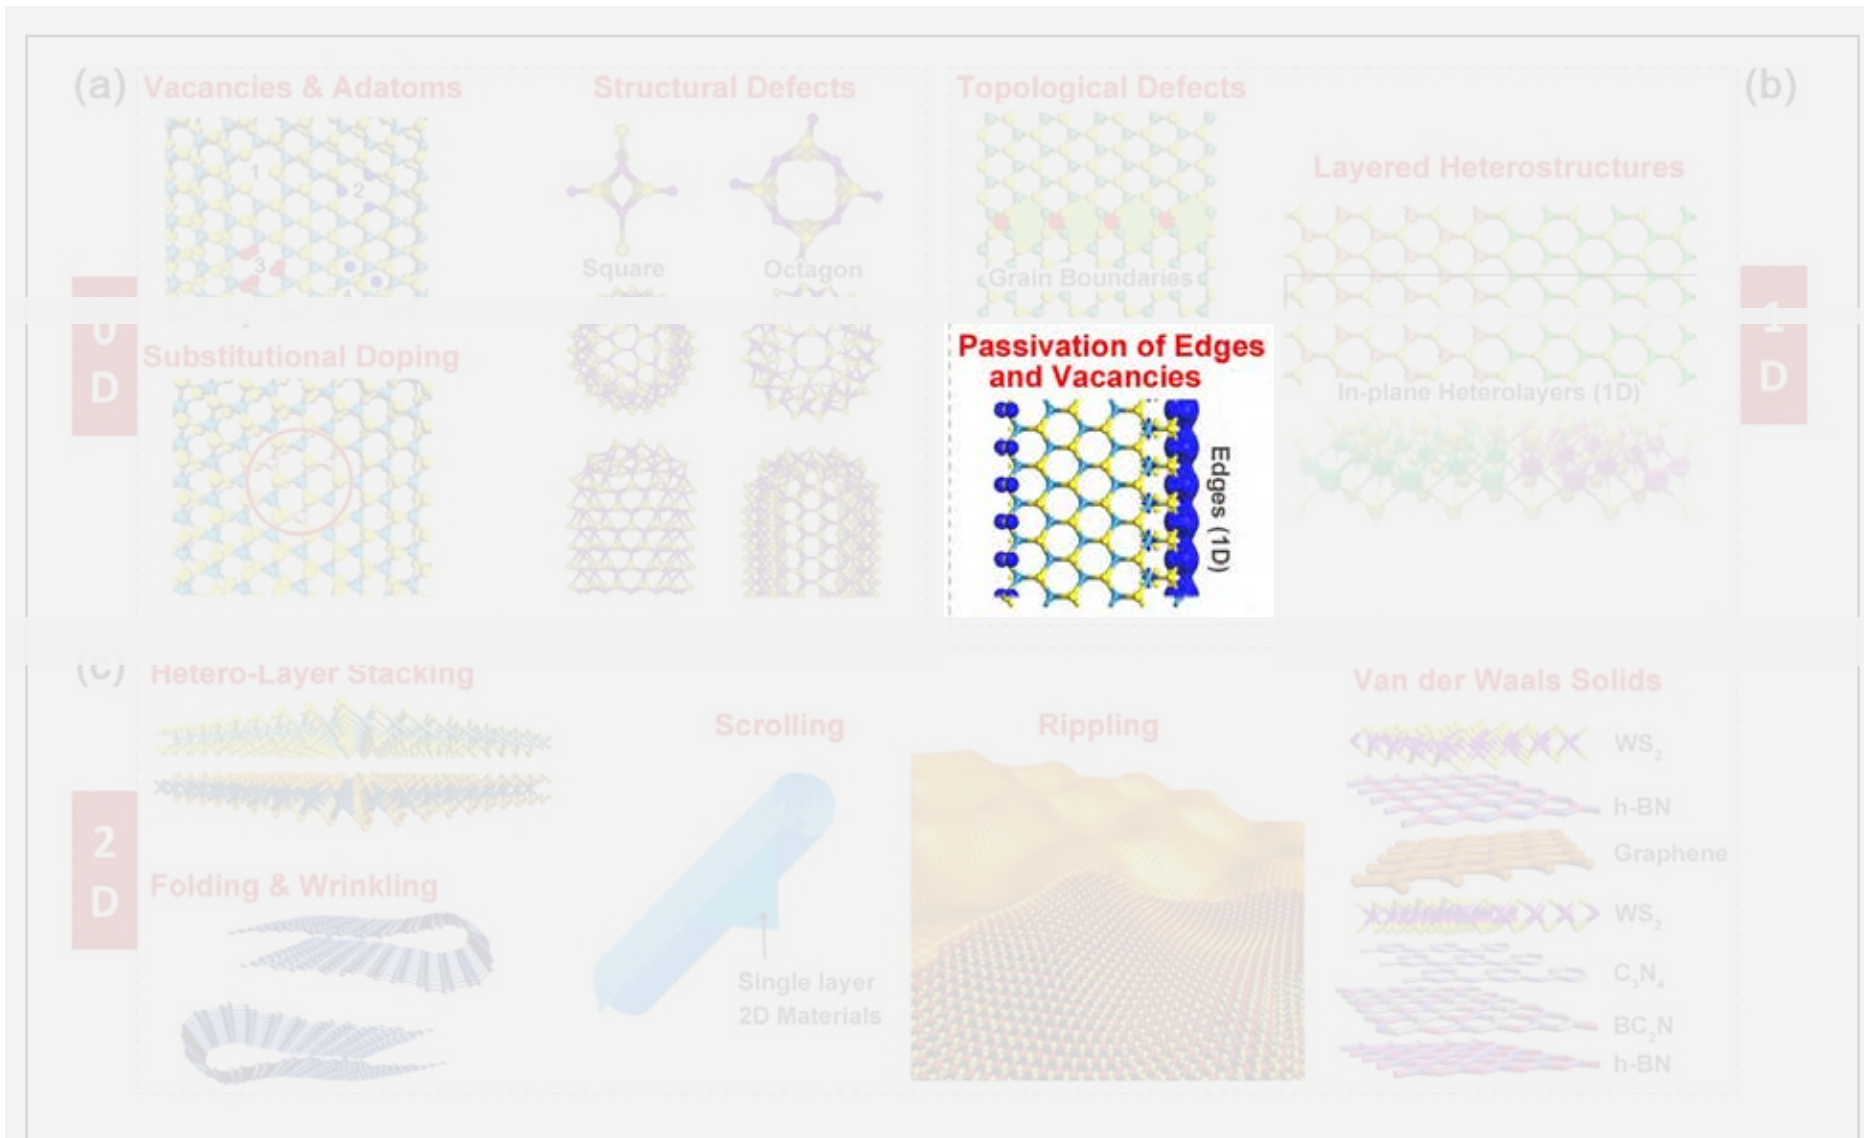 (a)
Vacancies & Adatoms
1
2
3
Substitutional Doping
D
Structural Defects
Square
Octagon
Topological Defects
Grain Boundaries
Passivation of Edges
and Vacancies
Edges (1D)
(b)
Layered Heterostructures
In-plane Heterolayers (1D)
1
D
(c)
Hetero-Layer Stacking
2
D
Folding & Wrinkling
Scrolling
Single layer
2D Materials
Rippling
Van der Waals Solids
WS₂
h-BN
Graphene
WS₂
C₃N₄
BC₂N
h-BN